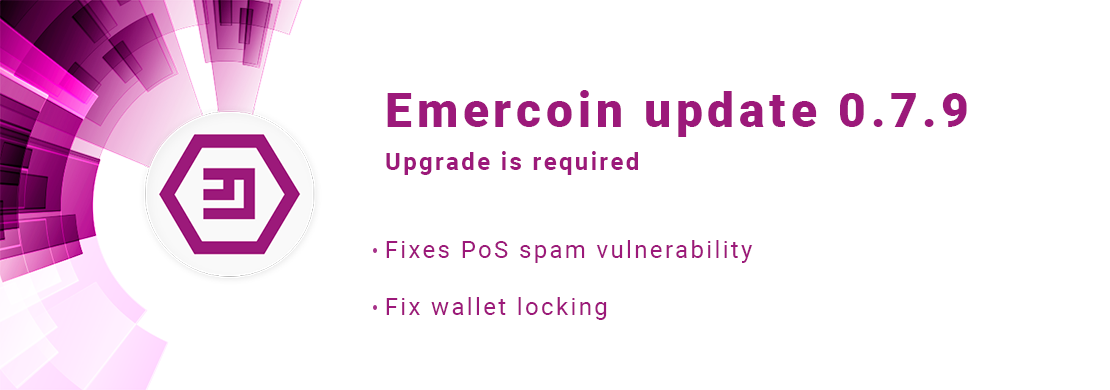 Emercoin update 0.7.9
Upgrade is required
· Fixes PoS spam vulnerability
· Fix wallet locking